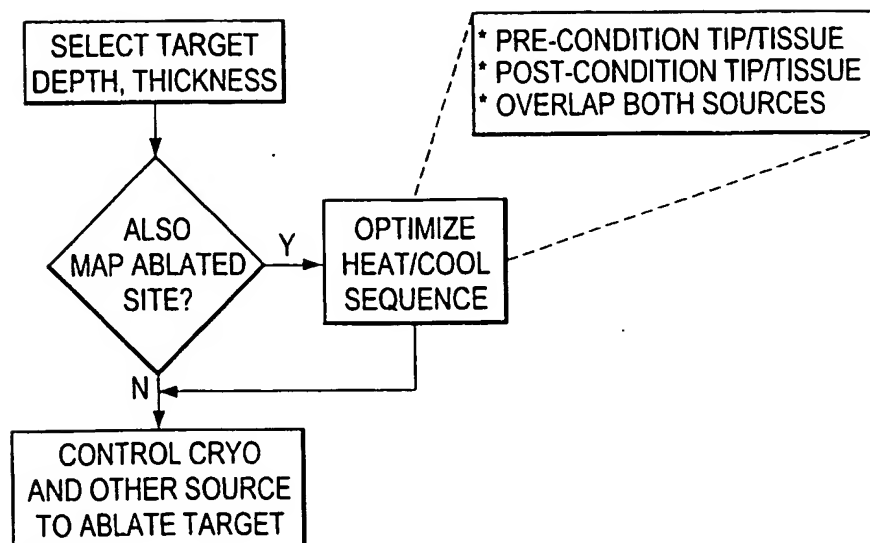 SELECT TARGET
DEPTH, THICKNESS
* PRE-CONDITION TIP/TISSUE
* POST-CONDITION TIP/TISSUE
* OVERLAP BOTH SOURCES
ALSO
MAP ABLATED
SITE?
Y
OPTIMIZE
HEAT/COOL
SEQUENCE
N
CONTROL CRYO
AND OTHER SOURCE
TO ABLATE TARGET